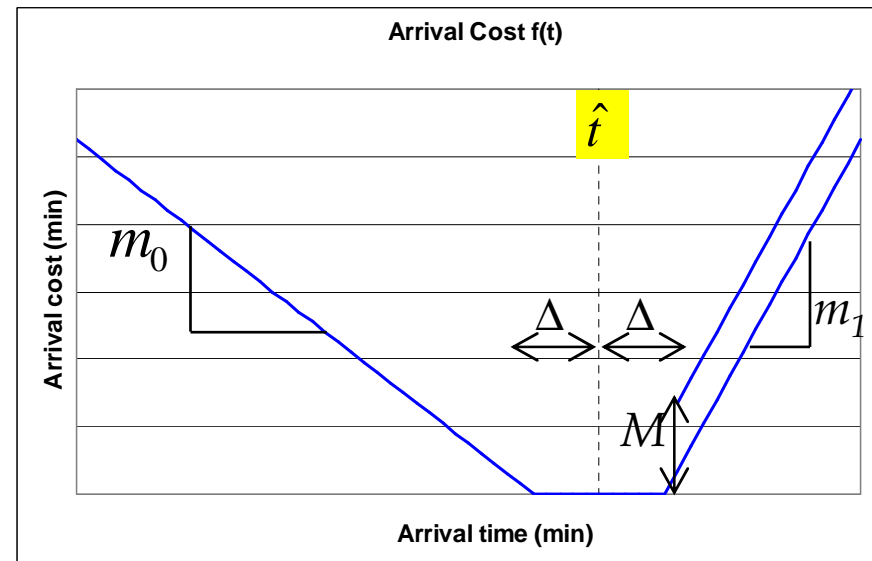 Arrival Cost f(t)
t̂
m₀
Δ Δ
m₁
M
Arrival cost (min)
Arrival time (min)